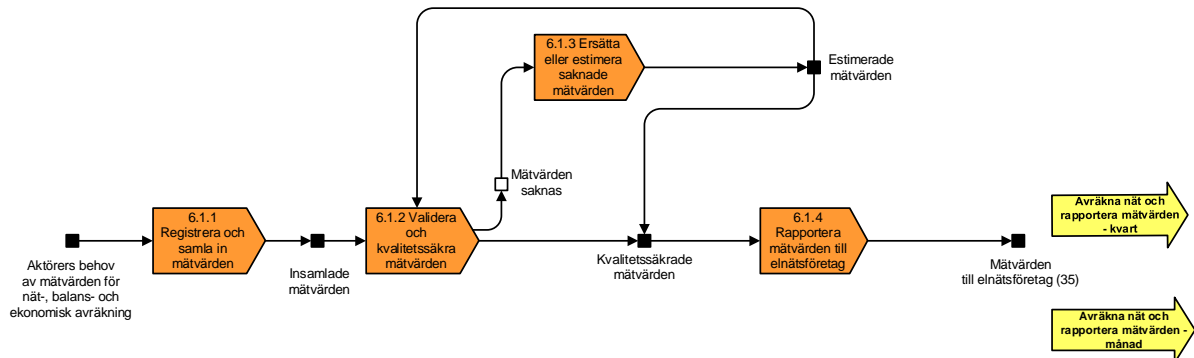 6.1.3 Ersätta
eller estimera
saknade
mätvärden
Estimerade
mätvärden
Mätvärden
saknas
6.1.1
Registrera och
samla in
mätvärden
6.1.2 Validera
och
kvalitetssäkra
mätvärden
6.1.4
Rapportera
mätvärden till
elnätsföretag
Avräkna nät och
rapportera mätvärden
- kvart
Aktörers behov
av mätvärden för
nät-, balans- och
ekonomisk avräkning
Insamlade
mätvärden
Kvalitetssäkrade
mätvärden
Mätvärden
till elnätsföretag (35)
Avräkna nät och
rapportera mätvärden -
månad